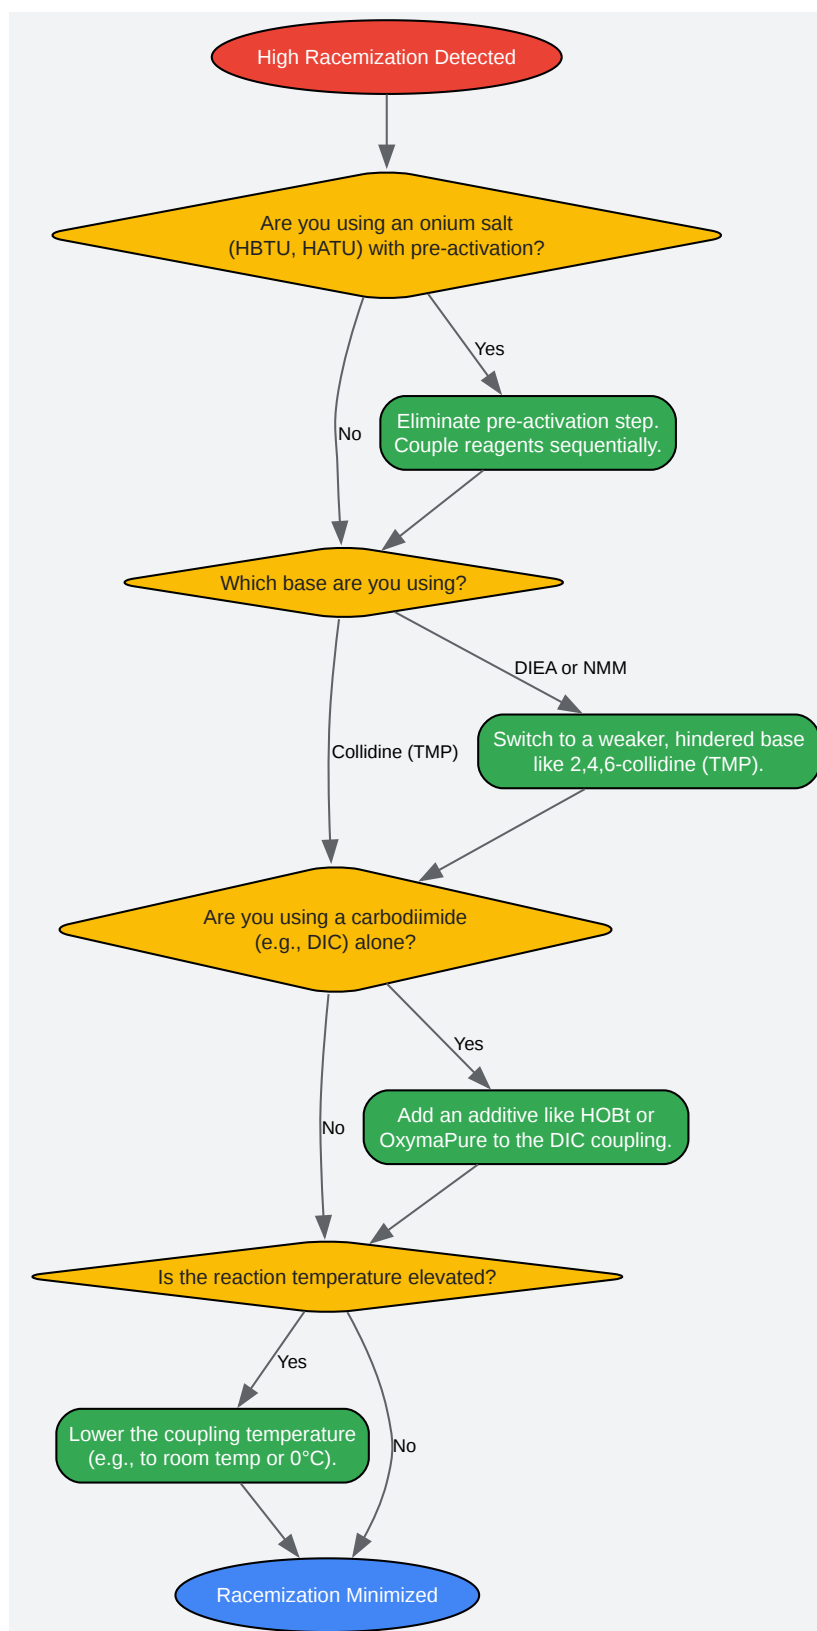 High Racemization Detected
Are you using an onium salt
(HBTU, HATU) with pre-activation?
Yes
Eliminate pre-activation step.
Couple reagents sequentially.
No
Which base are you using?
DIEA or NMM
Switch to a weaker, hindered base
like 2,4,6-collidine (TMP).
Collidine (TMP)
Are you using a carbodiimide
(e.g., DIC) alone?
Yes
Add an additive like HOBt or
OxymaPure to the DIC coupling.
No
Is the reaction temperature elevated?
Yes
Lower the coupling temperature
(e.g., to room temp or 0°C).
No
Racemization Minimized